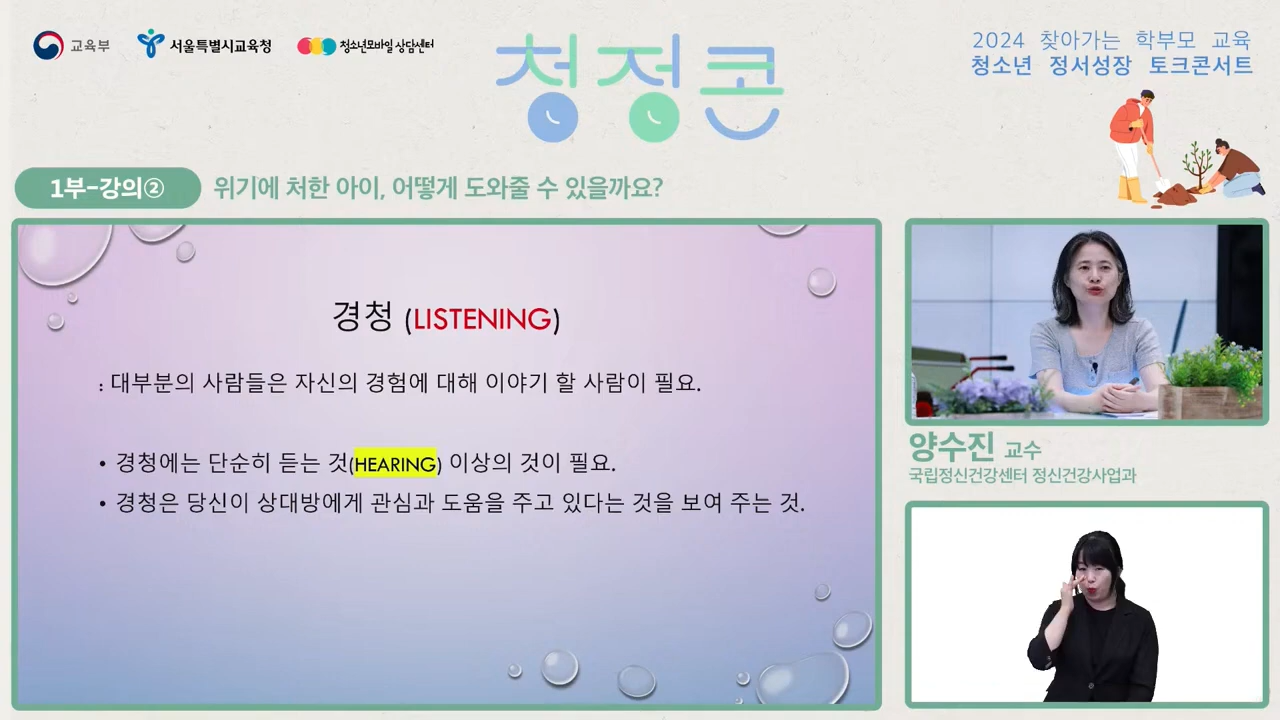 교육부
서울특별시교육청
청소년모바일 상담센터
청정콘
2024 찾아가는 학부모 교육
청소년 정서성장 토크콘서트
1부-강의②
위기에 처한 아이, 어떻게 도와줄 수 있을까요?
경청 (LISTENING)
: 대부분의 사람들은 자신의 경험에 대해 이야기 할 사람이 필요.
• 경청에는 단순히 듣는 것(HEARING) 이상의 것이 필요.
• 경청은 당신이 상대방에게 관심과 도움을 주고 있다는 것을 보여 주는 것.
양수진 교수
국립정신건강센터 정신건강사업과